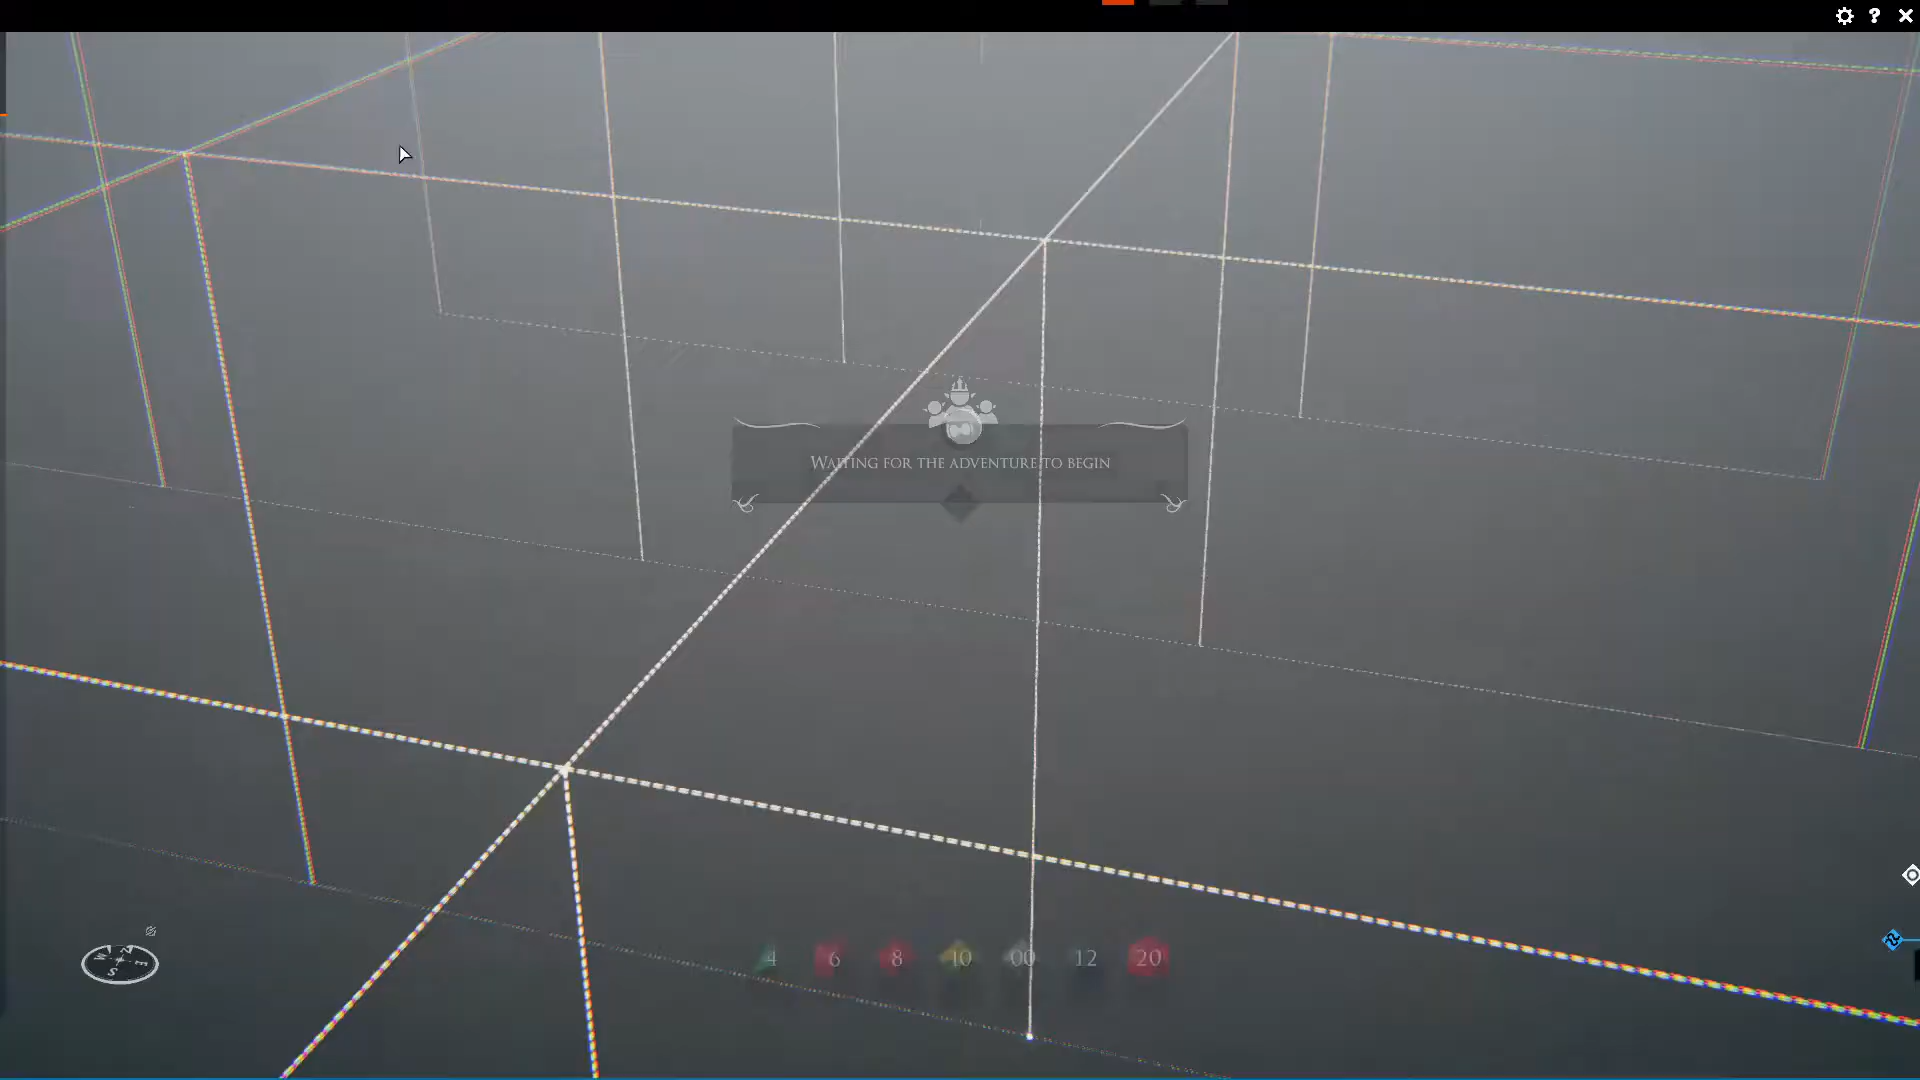 ?
WAITING FOR THE ADVENTURE TO BEGIN
4 6 8 10 00 12 20
N
W E
S